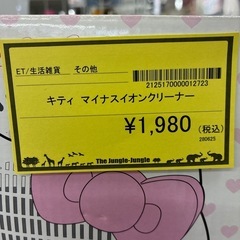 ET/生活雑貨 その他
2125170000012723
キティ マイナスイオンクリーナー
¥1,980 (税込)
280625
The Jungle-Jungle